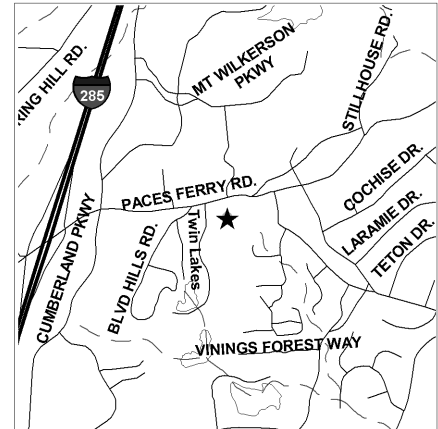 MT WILKERSON
PKWY
STILLHOUSE RD.
RING HILL RD.
285
COCHISE DR.
PACES FERRY RD.
LARAMIE DR.
TETON DR.
Twin Lakes
BLVD HILLS RD.
CUMBERLAND PKWY
VININGS FOREST WAY